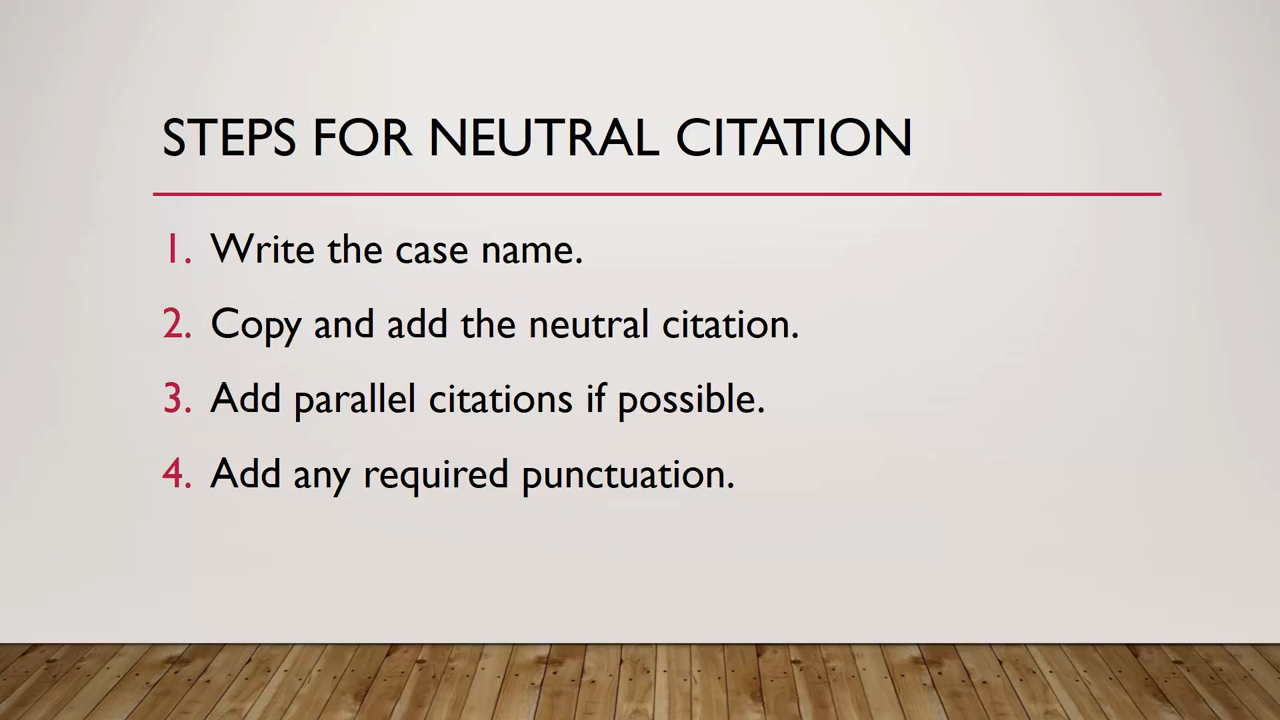 STEPS FOR NEUTRAL CITATION
1. Write the case name.
2. Copy and add the neutral citation.
3. Add parallel citations if possible.
4. Add any required punctuation.